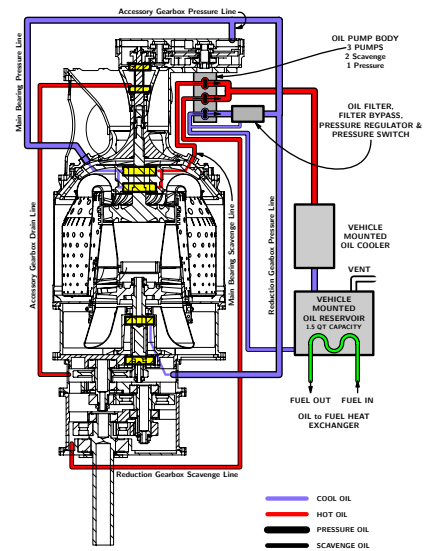 Accessory Gearbox Pressure Line
OIL PUMP BODY
3 PUMPS
2 Scavenge
1 Pressure
Main Bearing Pressure Line
OIL FILTER,
FILTER BYPASS,
PRESSURE REGULATOR &
PRESSURE SWITCH
Accessory Gearbox Drain Line
Main Bearing Scavenge Line
Reduction Gearbox Pressure Line
VEHICLE
MOUNTED
OIL COOLER
VENT
VEHICLE
MOUNTED
OIL RESERVOIR
1.5 QT CAPACITY
FUEL OUT
FUEL IN
OIL to FUEL HEAT
EXCHANGER
Reduction Gearbox Scavenge Line
COOL OIL
HOT OIL
PRESSURE OIL
SCAVENGE OIL